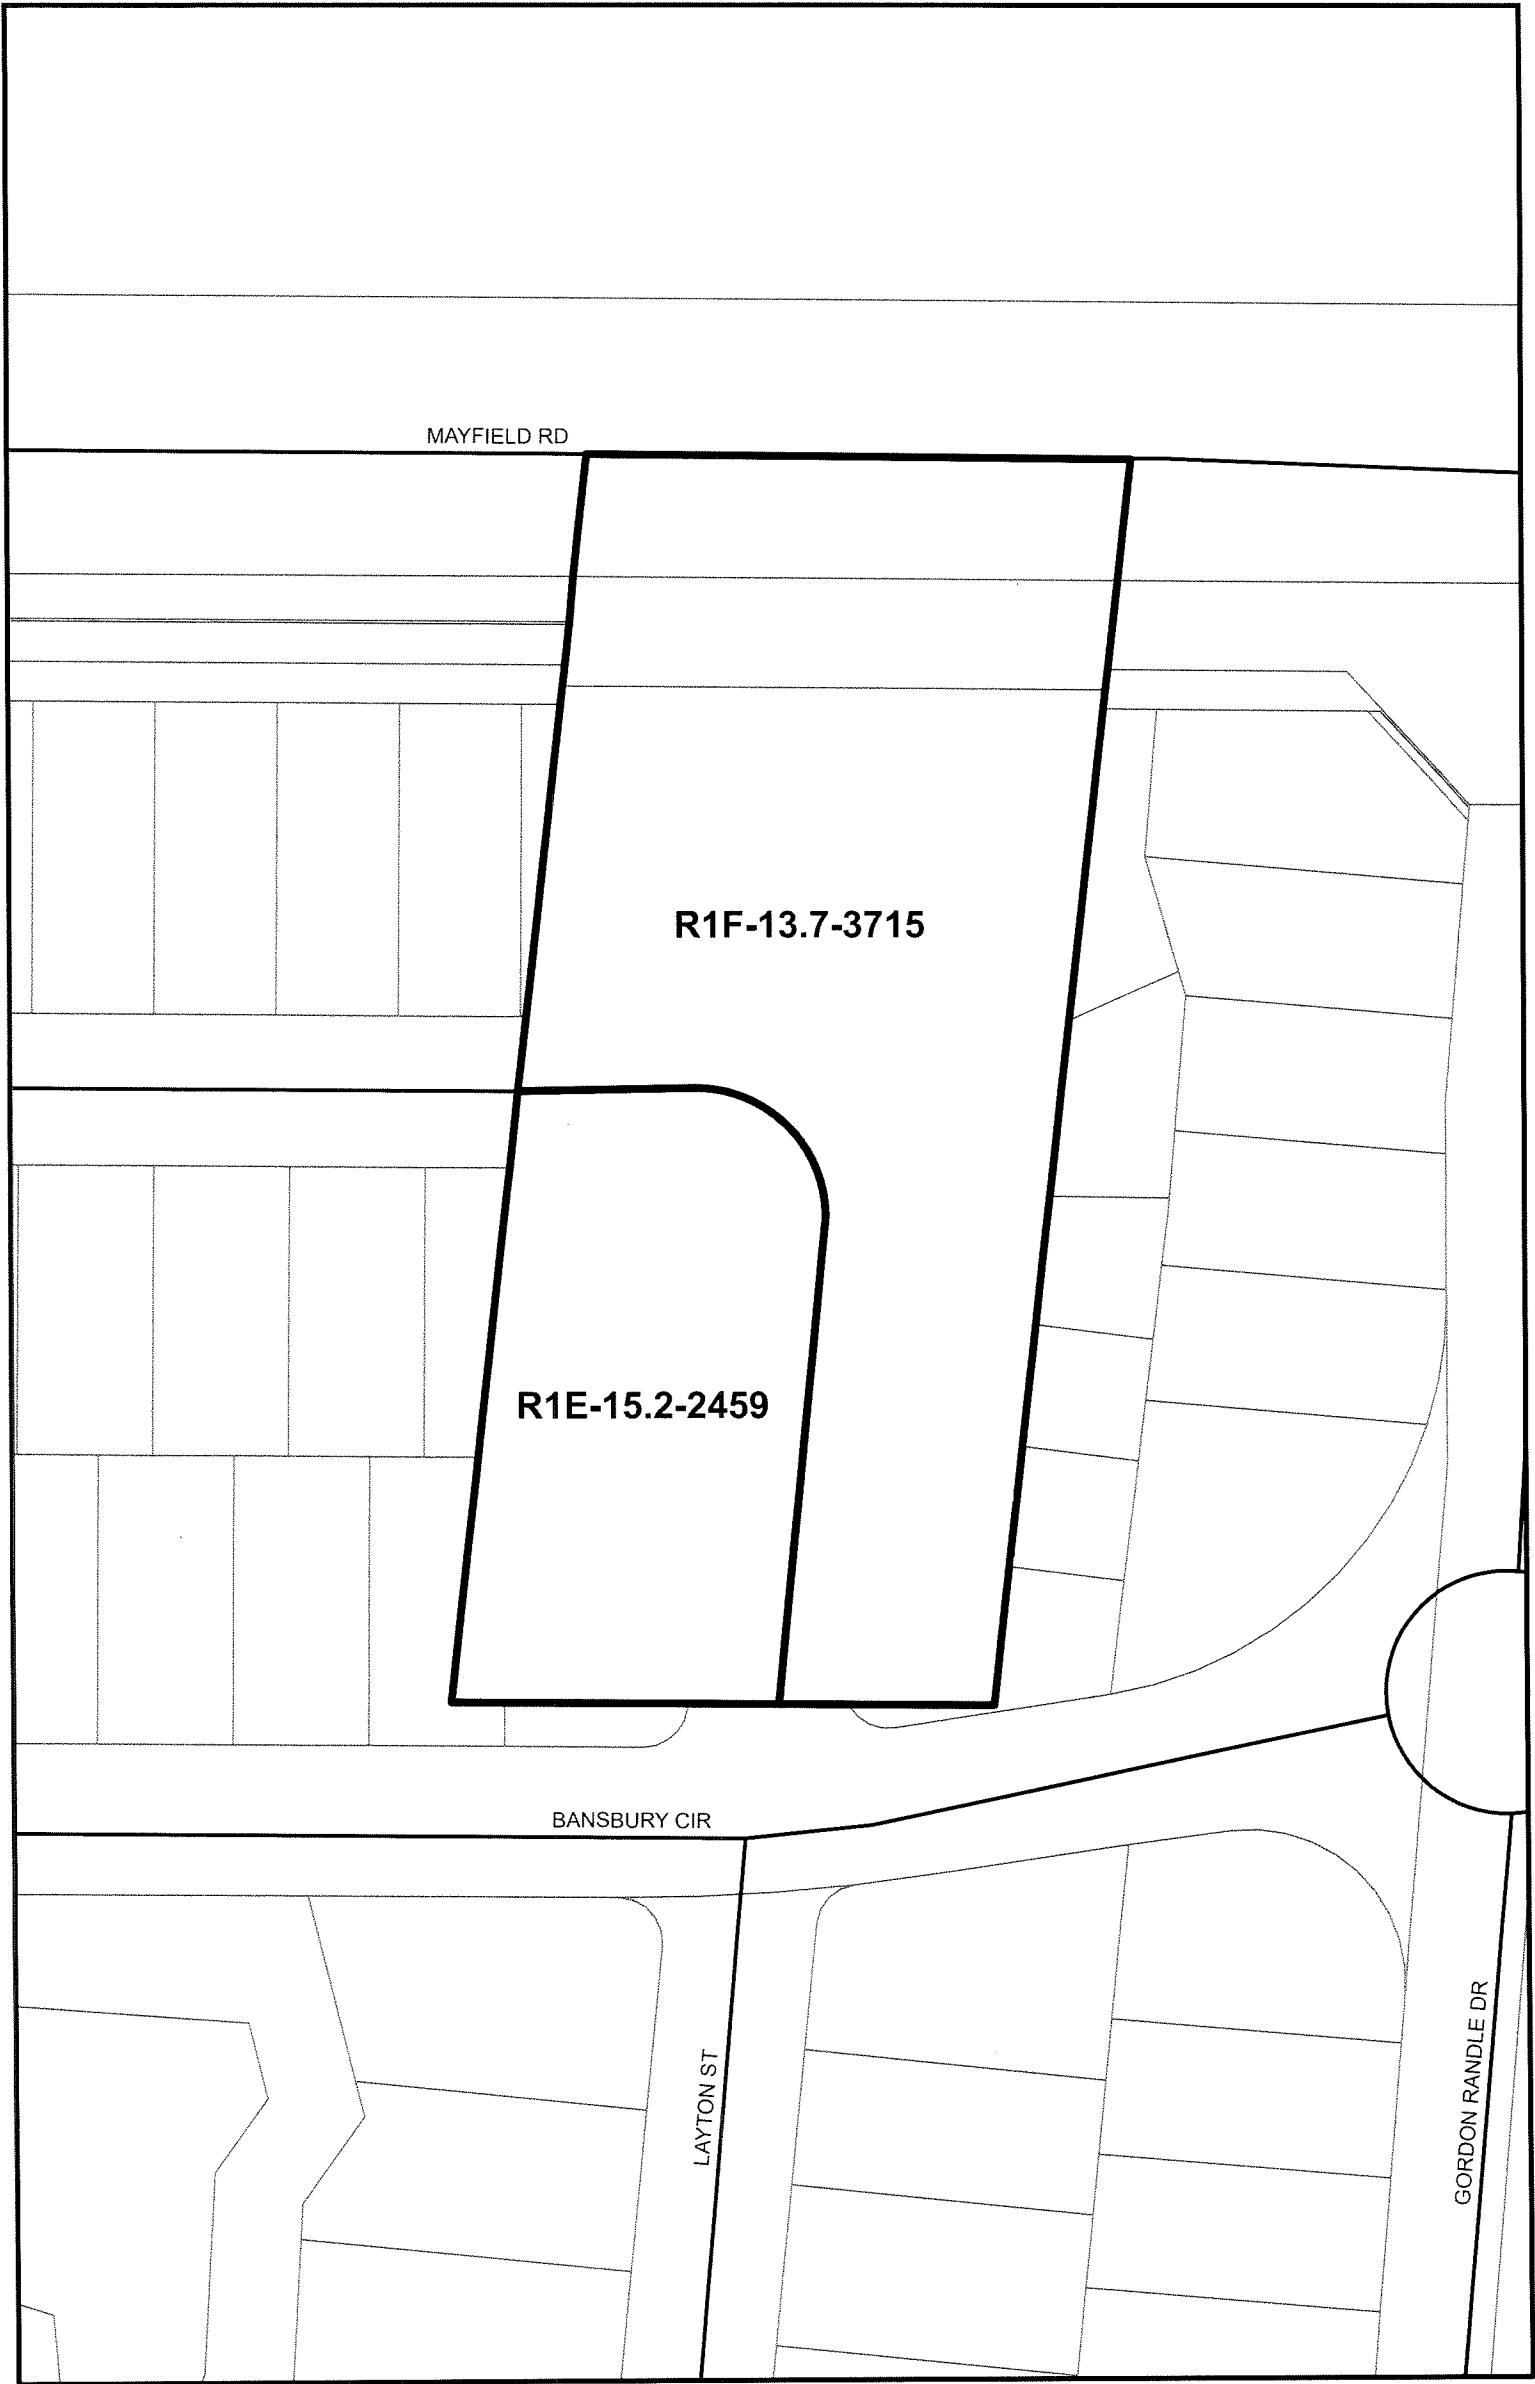 MAYFIELD RD
R1F-13.7-3715
R1E-15.2-2459
BANSBURY CIR
LAYTON ST
GORDON RANDLE DR